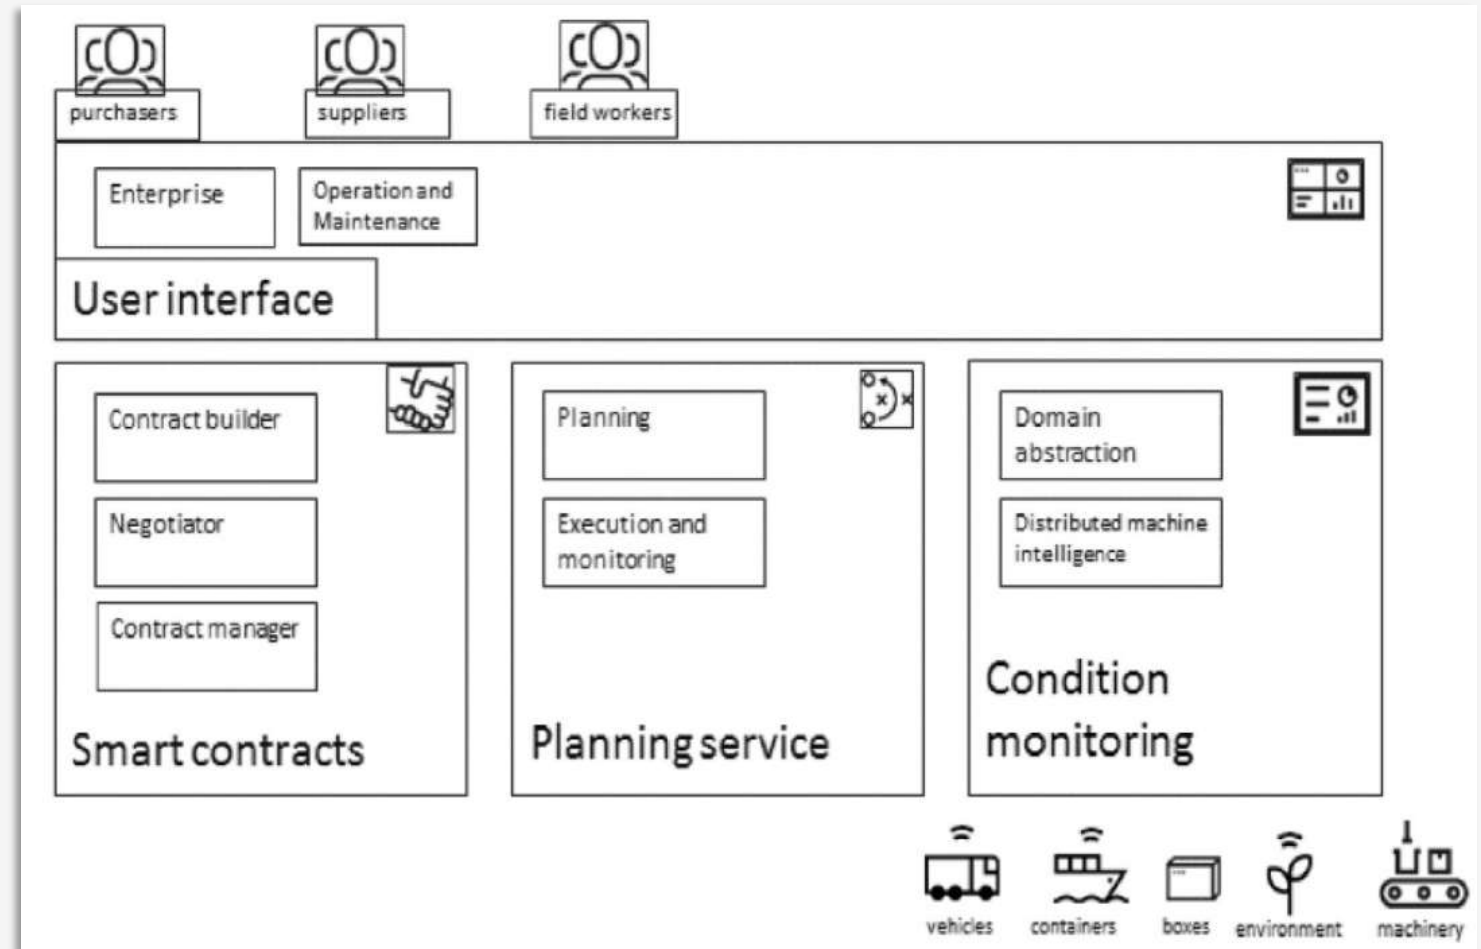 purchasers
suppliers
field workers
Enterprise
Operation and
Maintenance
User interface
Contract builder
Negotiator
Contract manager
Smart contracts
Planning
Execution and
monitoring
Planning service
Domain
abstraction
Distributed machine
intelligence
Condition
monitoring
vehicles
containers
boxes
environment
machinery